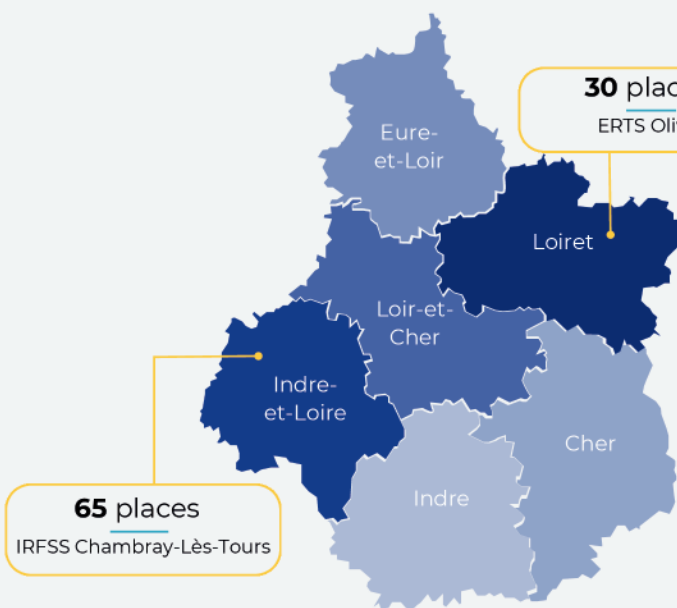 30 plac
ERTS Oli
Eure-
et-Loir
Loiret
Loir-et-
Cher
Indre-
et-Loire
Cher
Indre
65 places
IRFSS Chambray-Lès-Tours